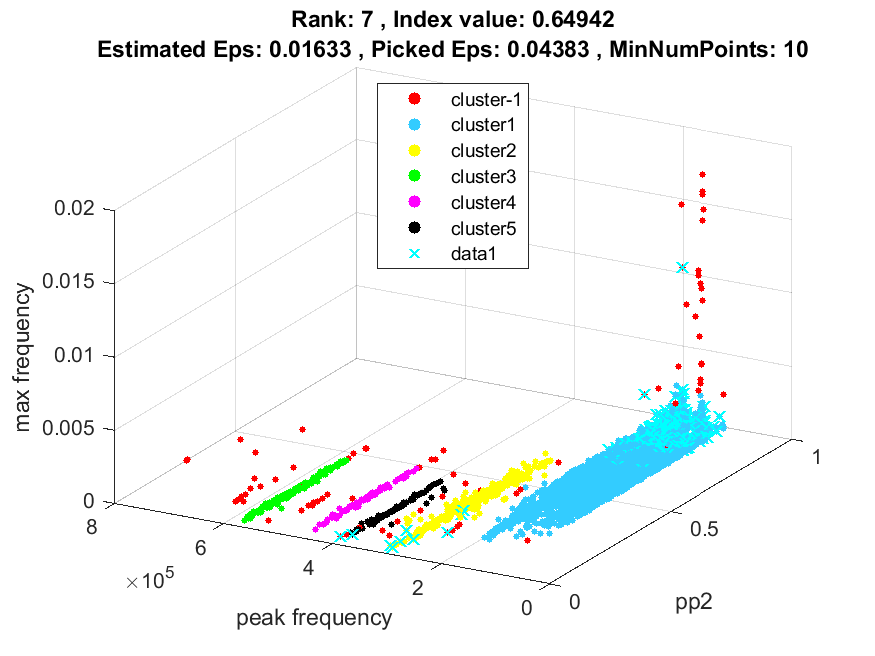 Rank: 7 , Index value: 0.64942
Estimated Eps: 0.01633 , Picked Eps: 0.04383 , MinNumPoints: 10
cluster-1
cluster1
cluster2
cluster3
cluster4
cluster5
data1
0.02
0.015
0.01
0.005
0
max frequency
8
6
4
2
0
×10^5
peak frequency
0
0.5
1
pp2